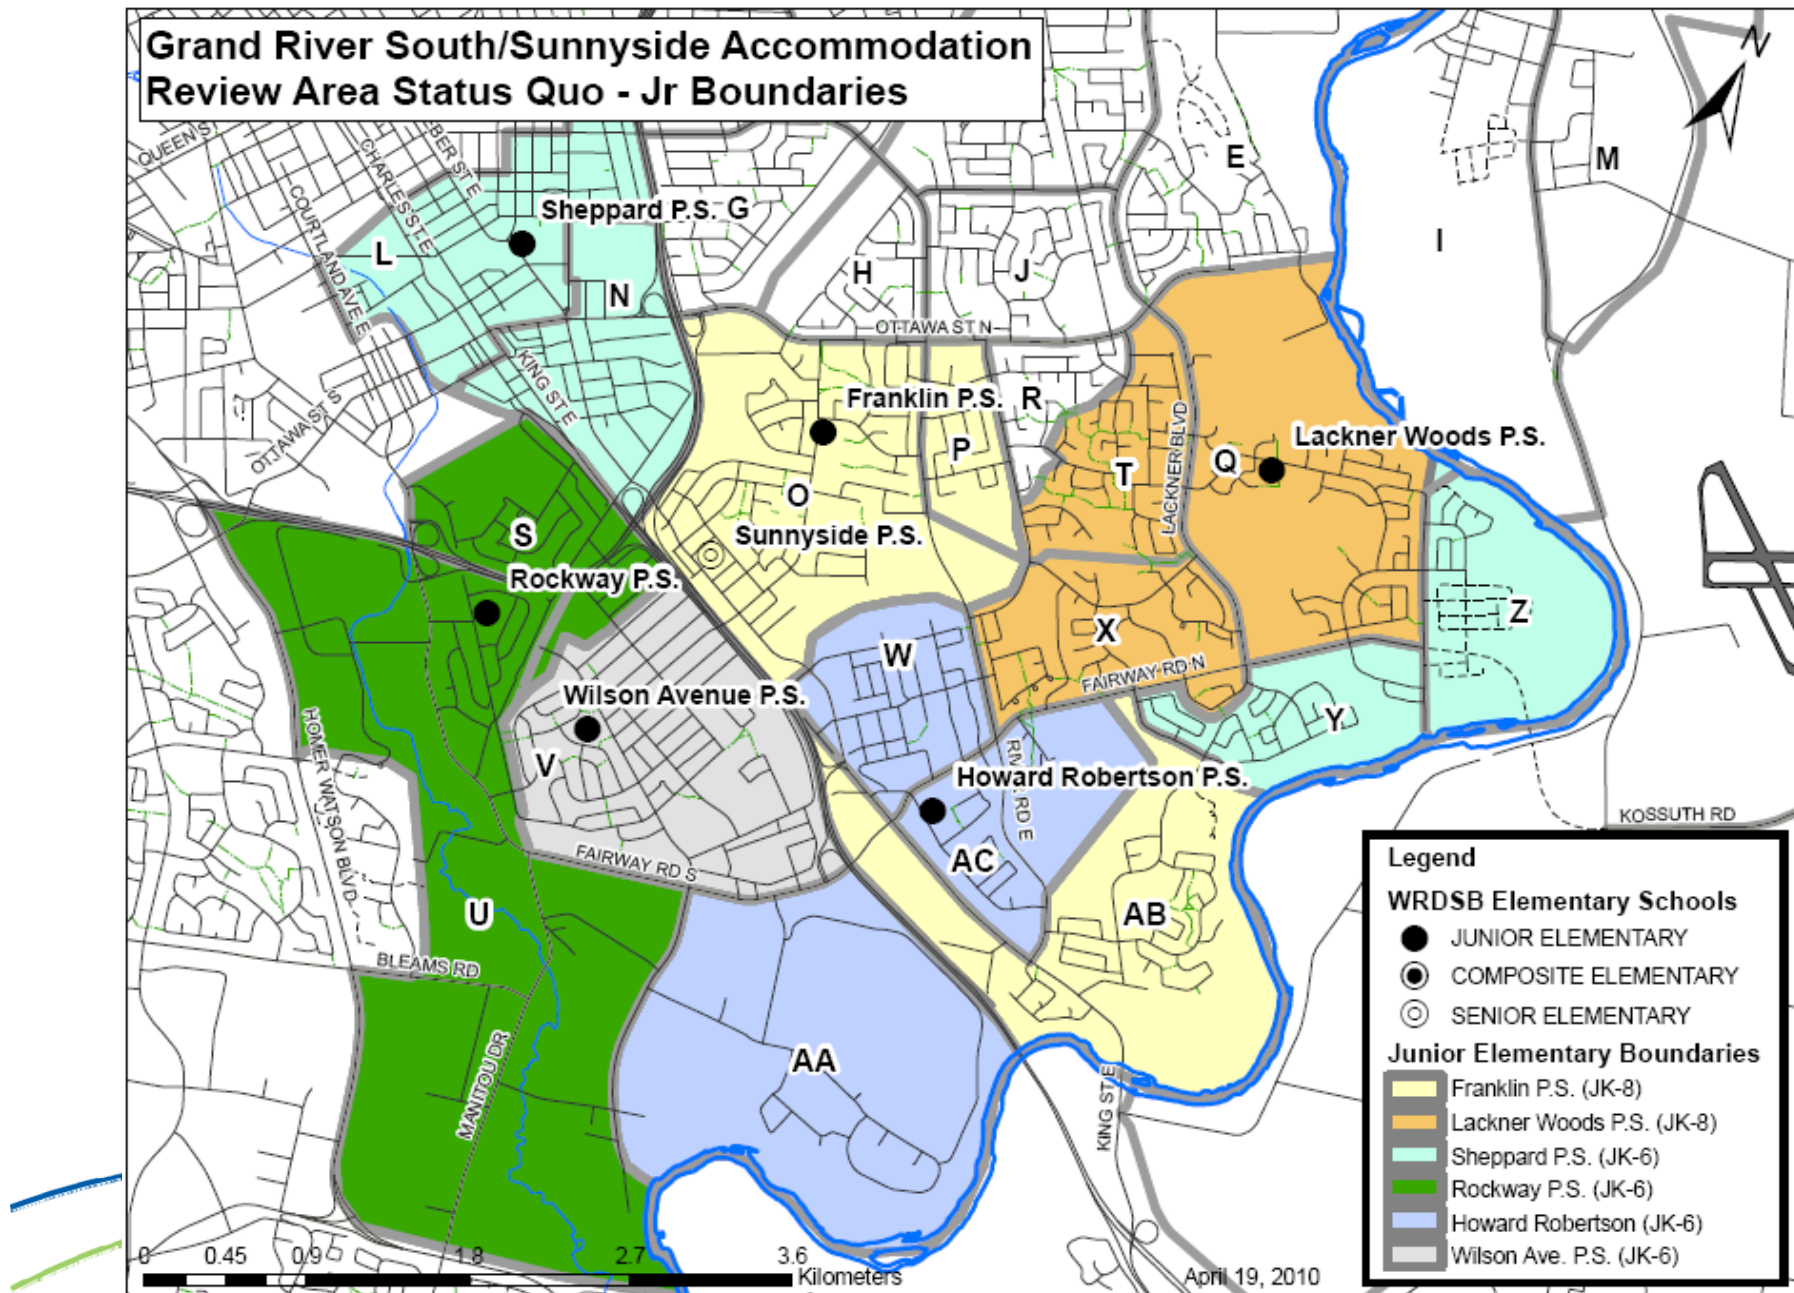 Grand River South/Sunnyside Accommodation
Review Area Status Quo - Jr Boundaries
N
QUEEN S
CHARLES ST E
COURTLAND AVE E
OTTAWA ST S
KING ST E
L
Sheppard P.S.
G
N
H
J
E
I
M
OTTAWA ST N
Franklin P.S.
R
P
O
Sunnyside P.S.
T
LACKNER BLVD
Q
Lackner Woods P.S.
S
Rockway P.S.
Z
X
W
FAIRWAY RD N
Y
Wilson Avenue P.S.
V
HOMER WATSON BLVD
Howard Robertson P.S.
RIVER RD E
AC
FAIRWAY RD S
U
AB
BLEAMS RD
MANITOU DR
AA
KING ST E
KOSSUTH RD
Legend
WRDSB Elementary Schools
JUNIOR ELEMENTARY
COMPOSITE ELEMENTARY
SENIOR ELEMENTARY
Junior Elementary Boundaries
Franklin P.S. (JK-8)
Lackner Woods P.S. (JK-8)
Sheppard P.S. (JK-6)
Rockway P.S. (JK-6)
Howard Robertson (JK-6)
Wilson Ave. P.S. (JK-6)
0 0.45 0.9 1.8 2.7 3.6
Kilometers
April 19, 2010